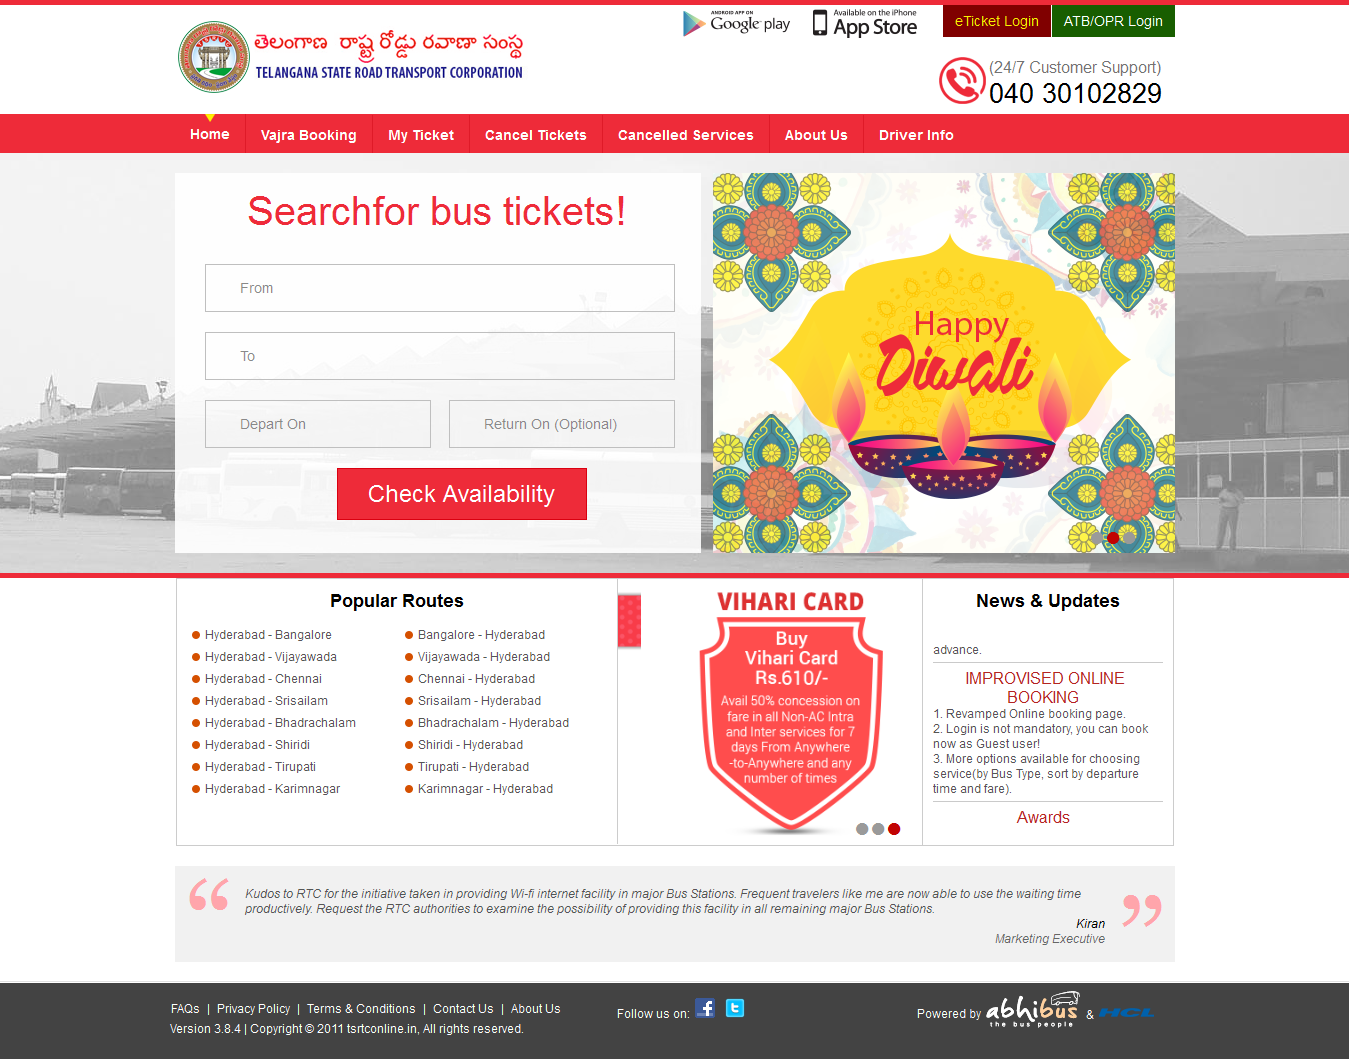 ANDROID APP ON
Google play
Available on the iPhone
App Store
eTicket Login
ATB/OPR Login
తెలంగాణ రాష్ట్ర రోడ్డు రవాణా సంస్థ
TELANGANA STATE ROAD TRANSPORT CORPORATION
(24/7 Customer Support)
040 30102829
Home
Vajra Booking
My Ticket
Cancel Tickets
Cancelled Services
About Us
Driver Info
Searchfor bus tickets!
From
To
Depart On
Return On (Optional)
Check Availability
Happy
Diwali
Popular Routes
Hyderabad - Bangalore
Hyderabad - Vijayawada
Hyderabad - Chennai
Hyderabad - Srisailam
Hyderabad - Bhadrachalam
Hyderabad - Shiridi
Hyderabad - Tirupati
Hyderabad - Karimnagar
Bangalore - Hyderabad
Vijayawada - Hyderabad
Chennai - Hyderabad
Srisailam - Hyderabad
Bhadrachalam - Hyderabad
Shiridi - Hyderabad
Tirupati - Hyderabad
Karimnagar - Hyderabad
VIHARI CARD
Buy
Vihari Card
Rs.610/-
Avail 50% concession on
fare in all Non-AC Intra
and Inter services for 7
days From Anywhere
-to-Anywhere and any
number of times
News & Updates
advance.
IMPROVISED ONLINE
BOOKING
1. Revamped Online booking page.
2. Login is not mandatory, you can book
now as Guest user!
3. More options available for choosing
service(by Bus Type, sort by departure
time and fare).
Awards
Kudos to RTC for the initiative taken in providing Wi-fi internet facility in major Bus Stations. Frequent travelers like me are now able to use the waiting time
productively. Request the RTC authorities to examine the possibility of providing this facility in all remaining major Bus Stations.
Kiran
Marketing Executive
FAQs | Privacy Policy | Terms & Conditions | Contact Us | About Us
Version 3.8.4 | Copyright © 2011 tsrtconline.in, All rights reserved.
Follow us on:
Powered by abhibus & HCL
the bus people